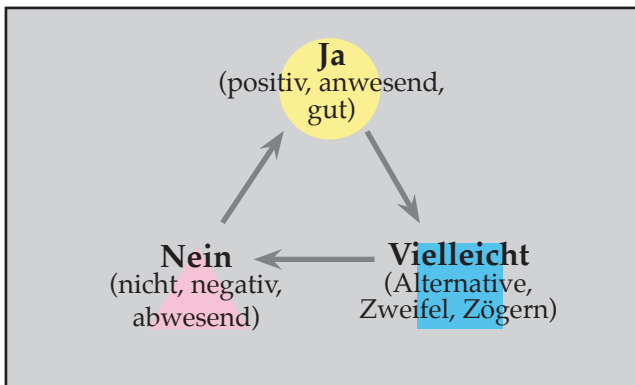 Ja
(positiv, anwesend,
gut)
Nein
(nicht, negativ,
abwesend)
Vielleicht
(Alternative,
Zweifel, Zögern)